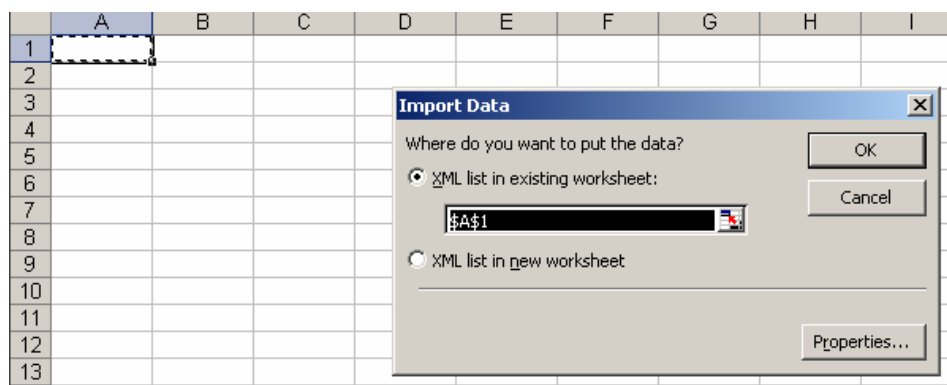 A B C D E F G H I
1
2
3
Import Data
4
Where do you want to put the data?
OK
5
6
XML list in existing worksheet:
Cancel
7
$A$1
8
9
XML list in new worksheet
10
11
12
Properties...
13